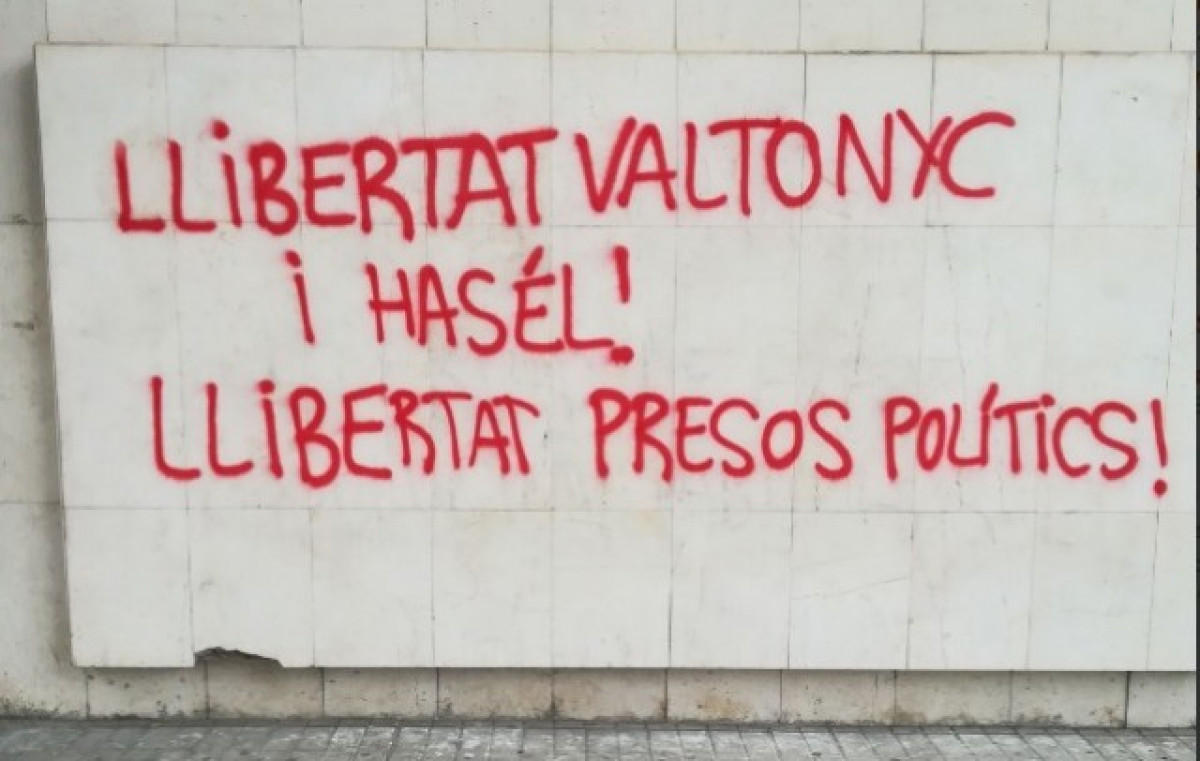 LLiBERTAT VALTONYC
i HASÉL!
LLiBERTAT PRESOS POLÍTiCS!